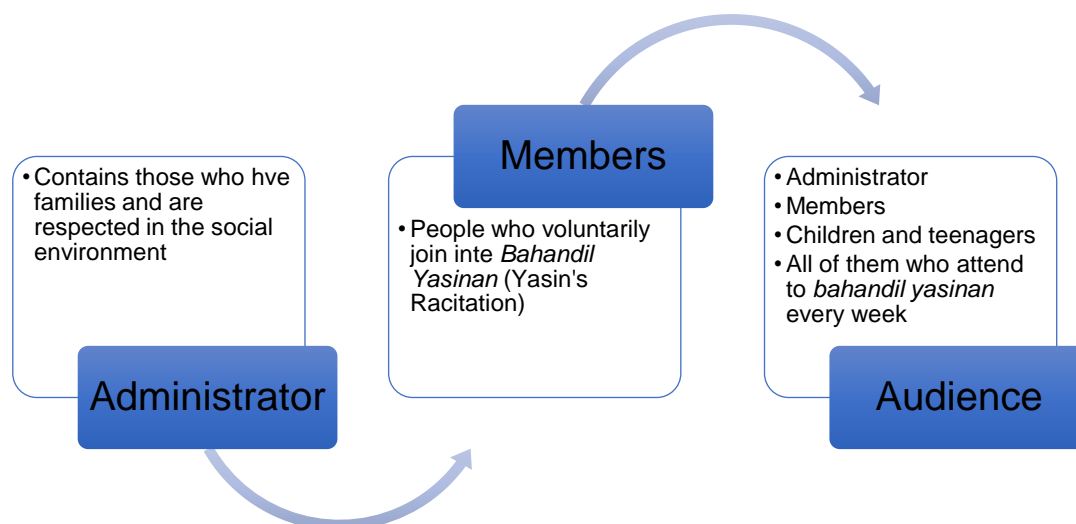 • Contains those who hve
families and are
respected in the social
environment
Administrator
Members
• People who voluntarily
join inte Bahandil
Yasinan (Yasin's
Racitation)
• Administrator
• Members
• Children and teenagers
• All of them who attend
to bahandil yasinan
every week
Audience